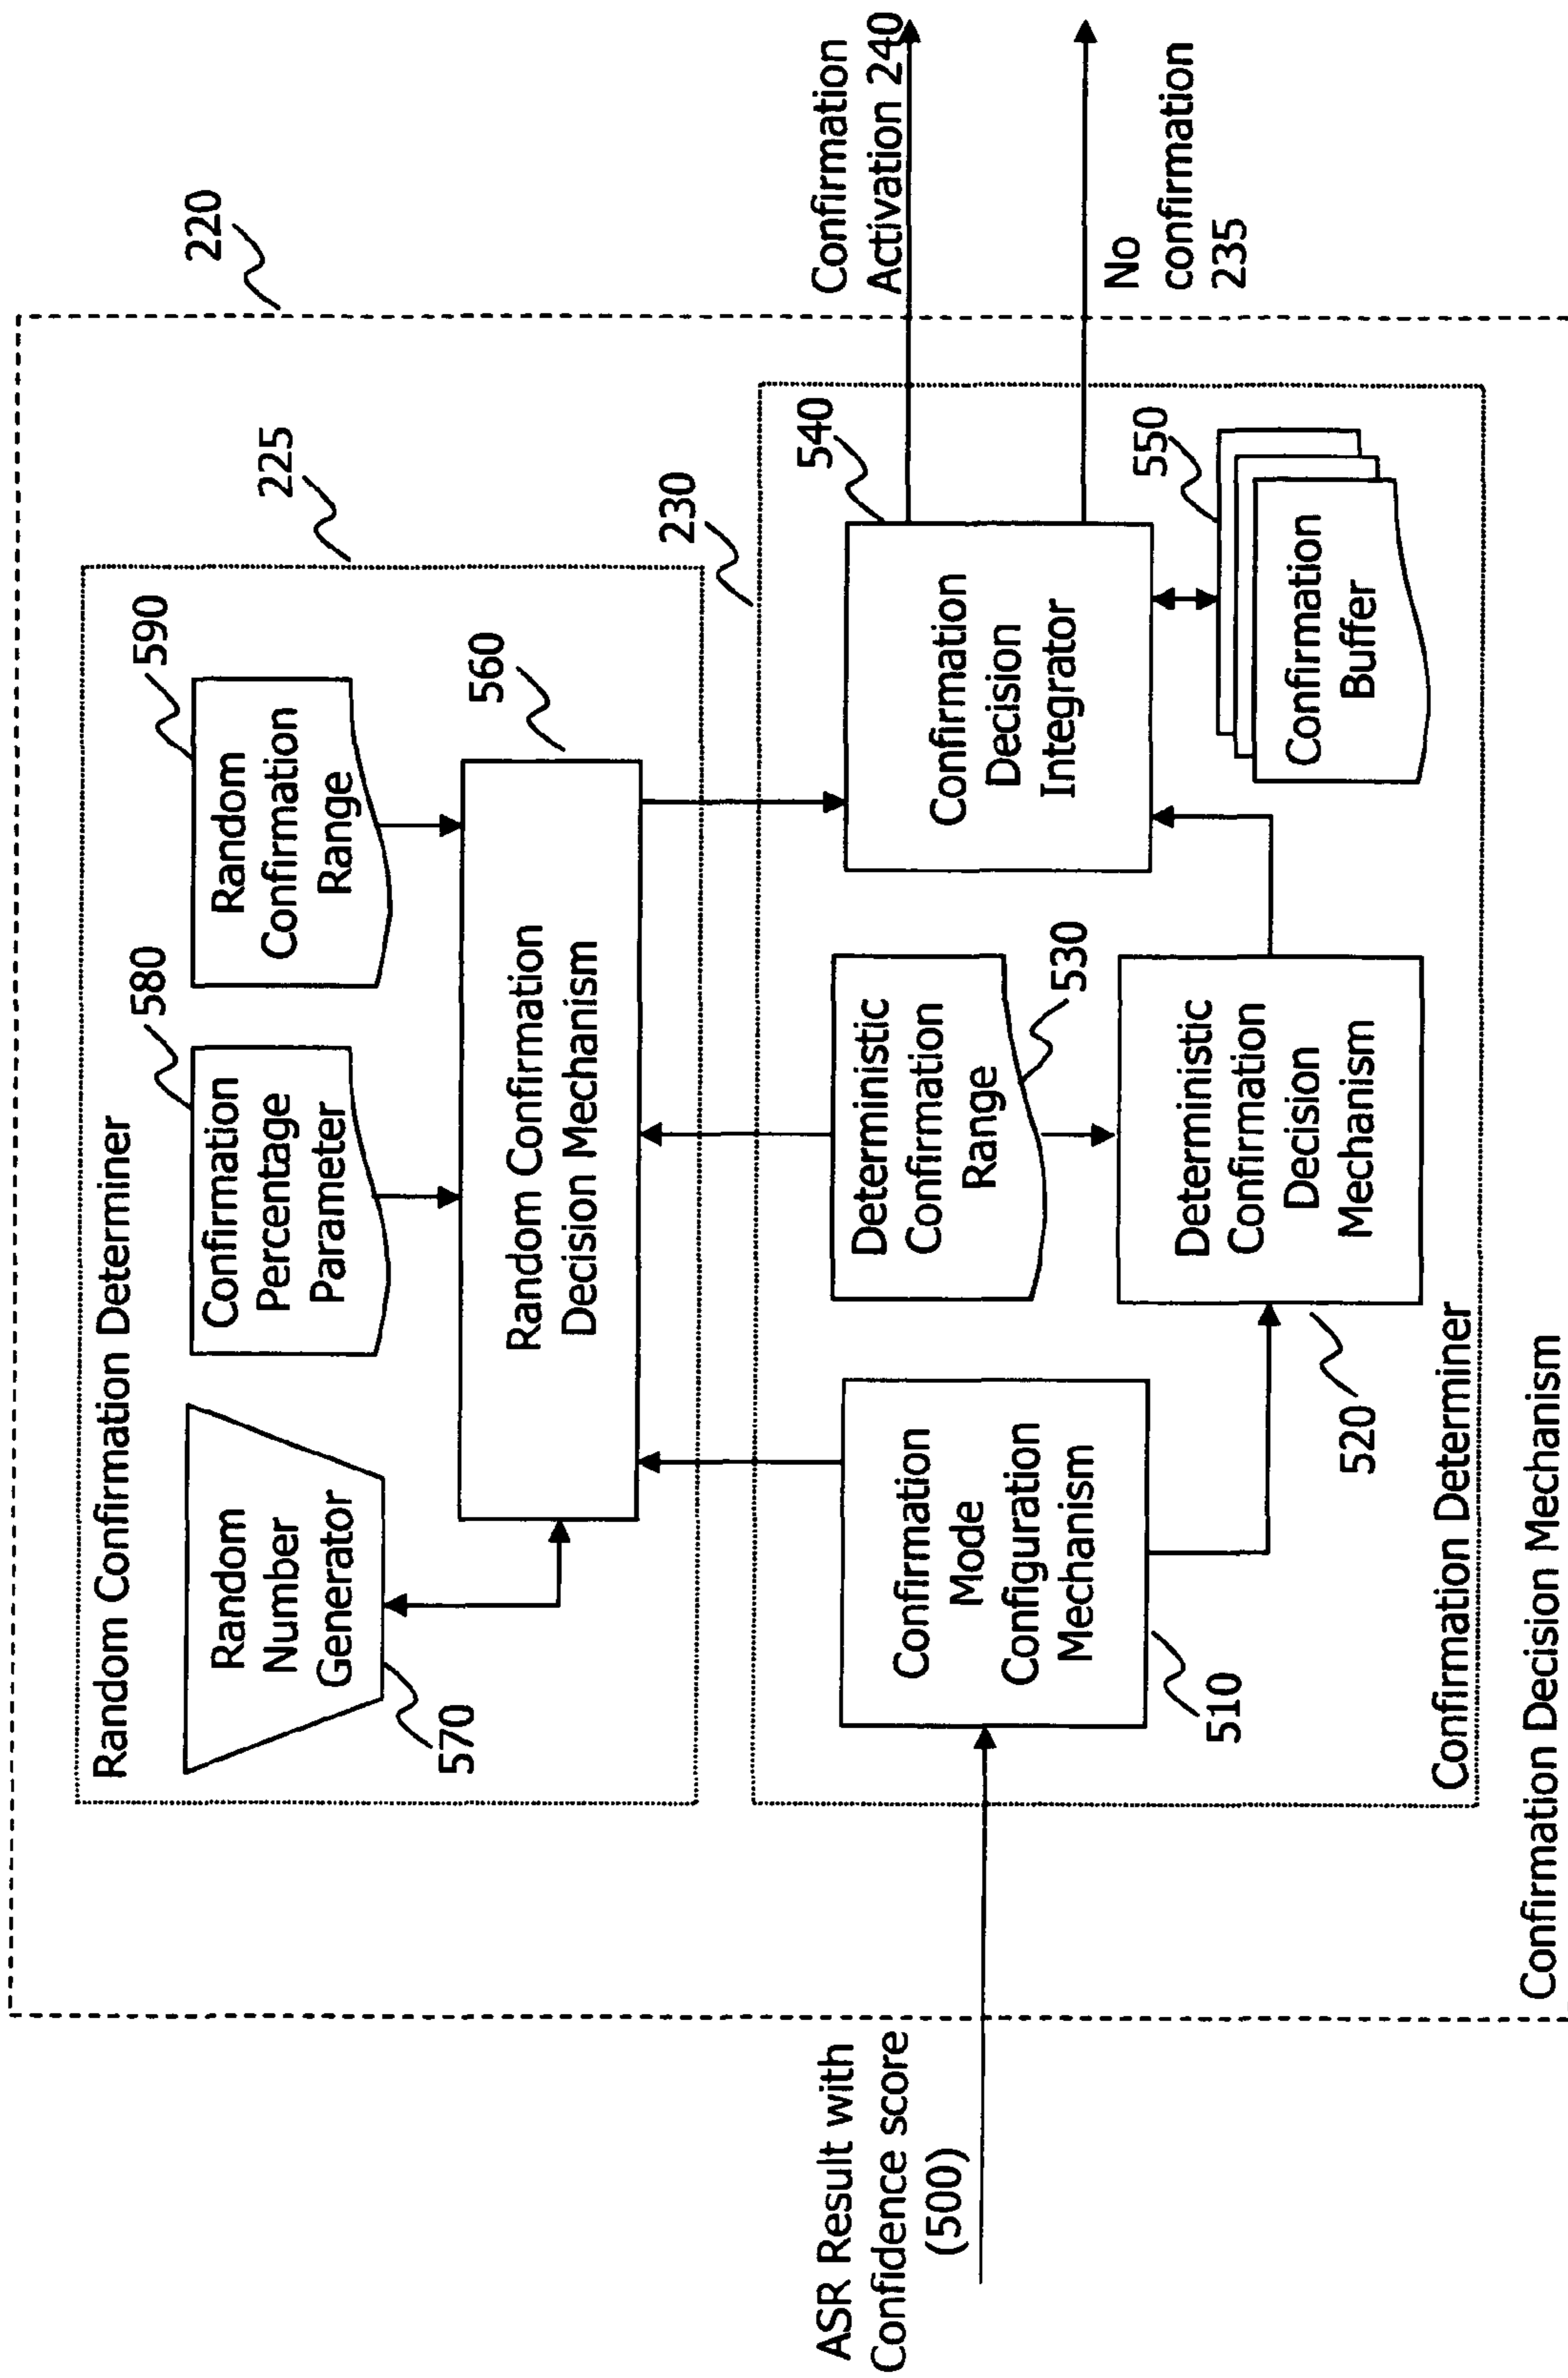 220
225
Random Confirmation Determiner
590
580
Random
Number
Generator
Confirmation
Percentage
Parameter
Random
Confirmation
Range
570
560
Random Confirmation
Decision Mechanism
230
ASR Result with
Confidence score
(500)
Confirmation
Mode
Configuration
Mechanism
510
Deterministic
Confirmation
Range
530
Deterministic
Confirmation
Decision
Mechanism
520
540
Confirmation
Decision
Integrator
550
Confirmation
Buffer
Confirmation
Activation 240
No
confirmation
235
Confirmation Determiner
Confirmation Decision Mechanism